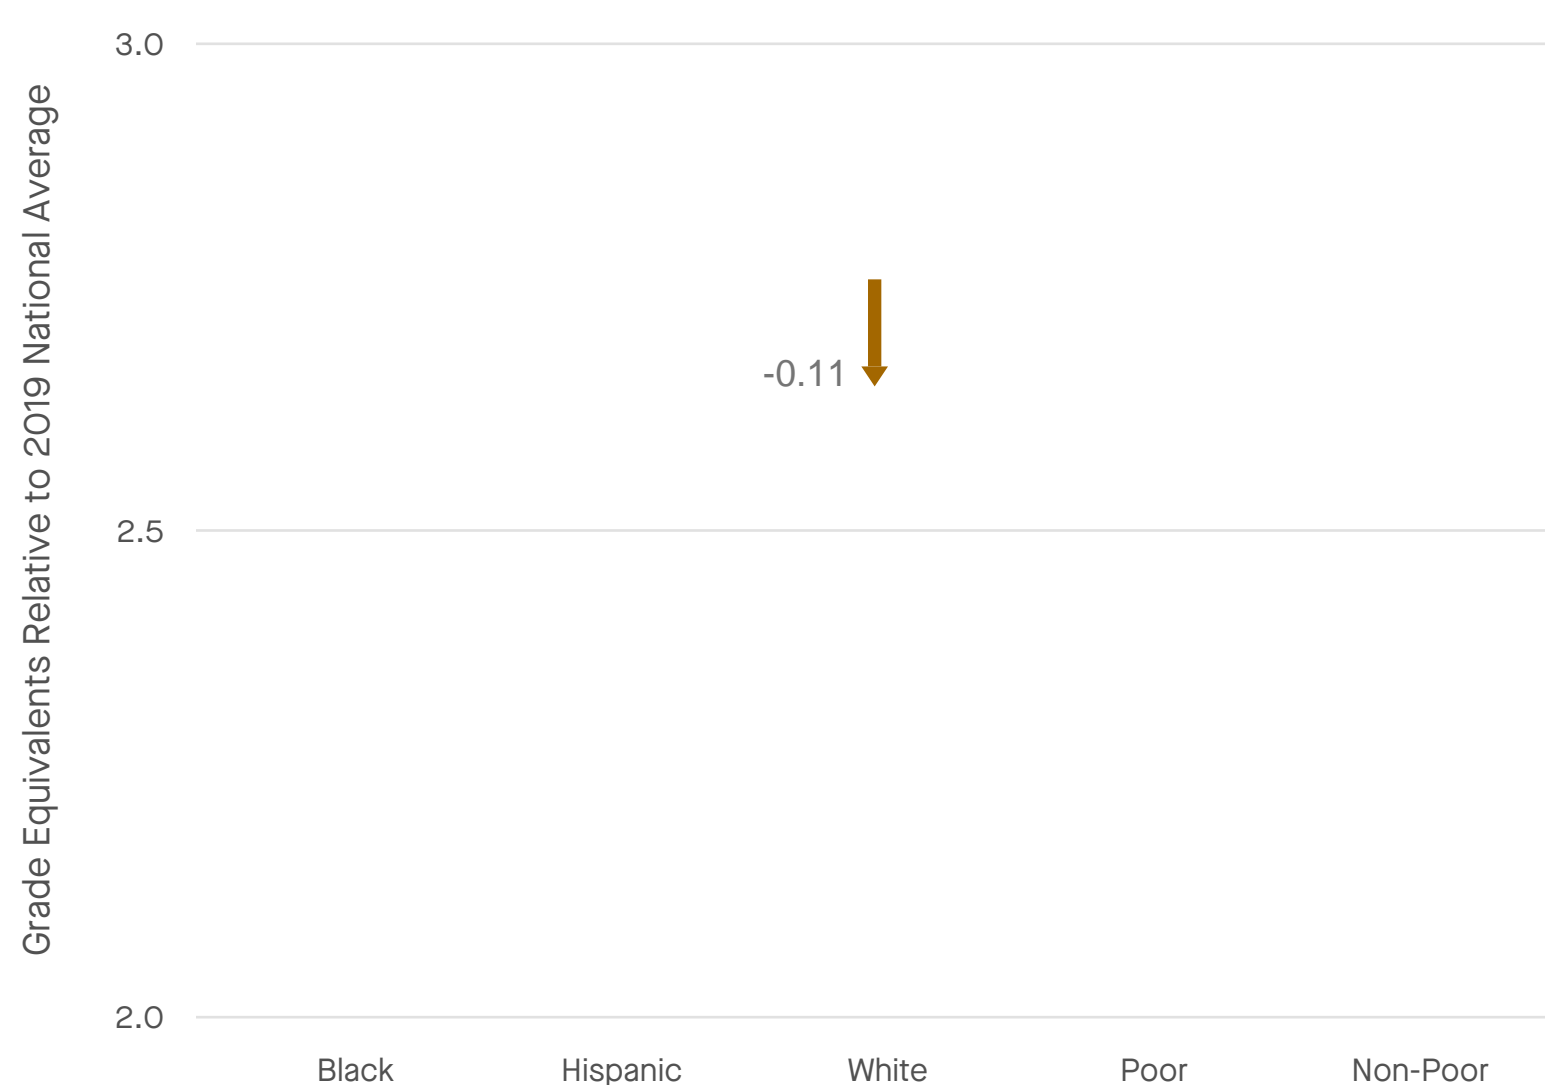 Grade Equivalents Relative to 2019 National Average
3.0
-0.11
2.5
2.0
Black Hispanic White Poor Non-Poor